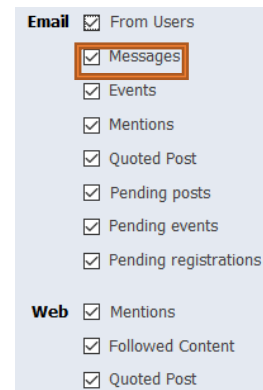 Email From Users
Messages
Events
Mentions
Quoted Post
Pending posts
Pending events
Pending registrations
Web Mentions
Followed Content
Quoted Post